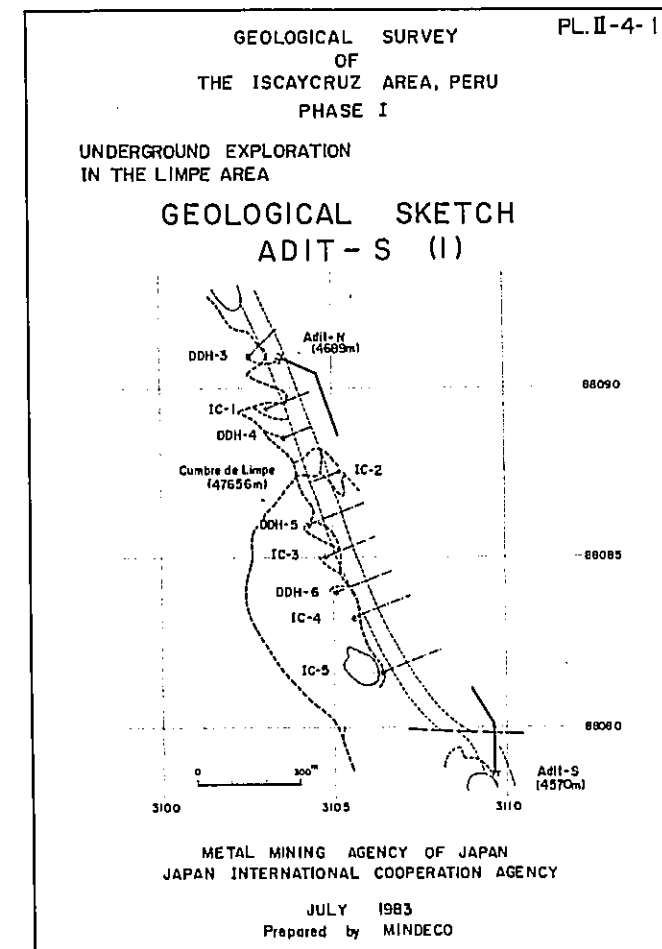 PL. II-4-1
GEOLOGICAL SURVEY
OF
THE ISCAYCRUZ AREA, PERU
PHASE I
UNDERGROUND EXPLORATION
IN THE LIMPE AREA
GEOLOGICAL SKETCH
ADIT-S (I)
DDH-3
Adit-N
(4689m)
88090
IC-1
DDH-4
Cumbre de Limpe
(47656m)
IC-2
DDH-5
88085
IC-3
DDH-6
IC-4
IC-5
88080
Adit-S
(4570m)
0 300m
3100 3105 3110
METAL MINING AGENCY OF JAPAN
JAPAN INTERNATIONAL COOPERATION AGENCY
JULY 1983
Prepared by MINDECO